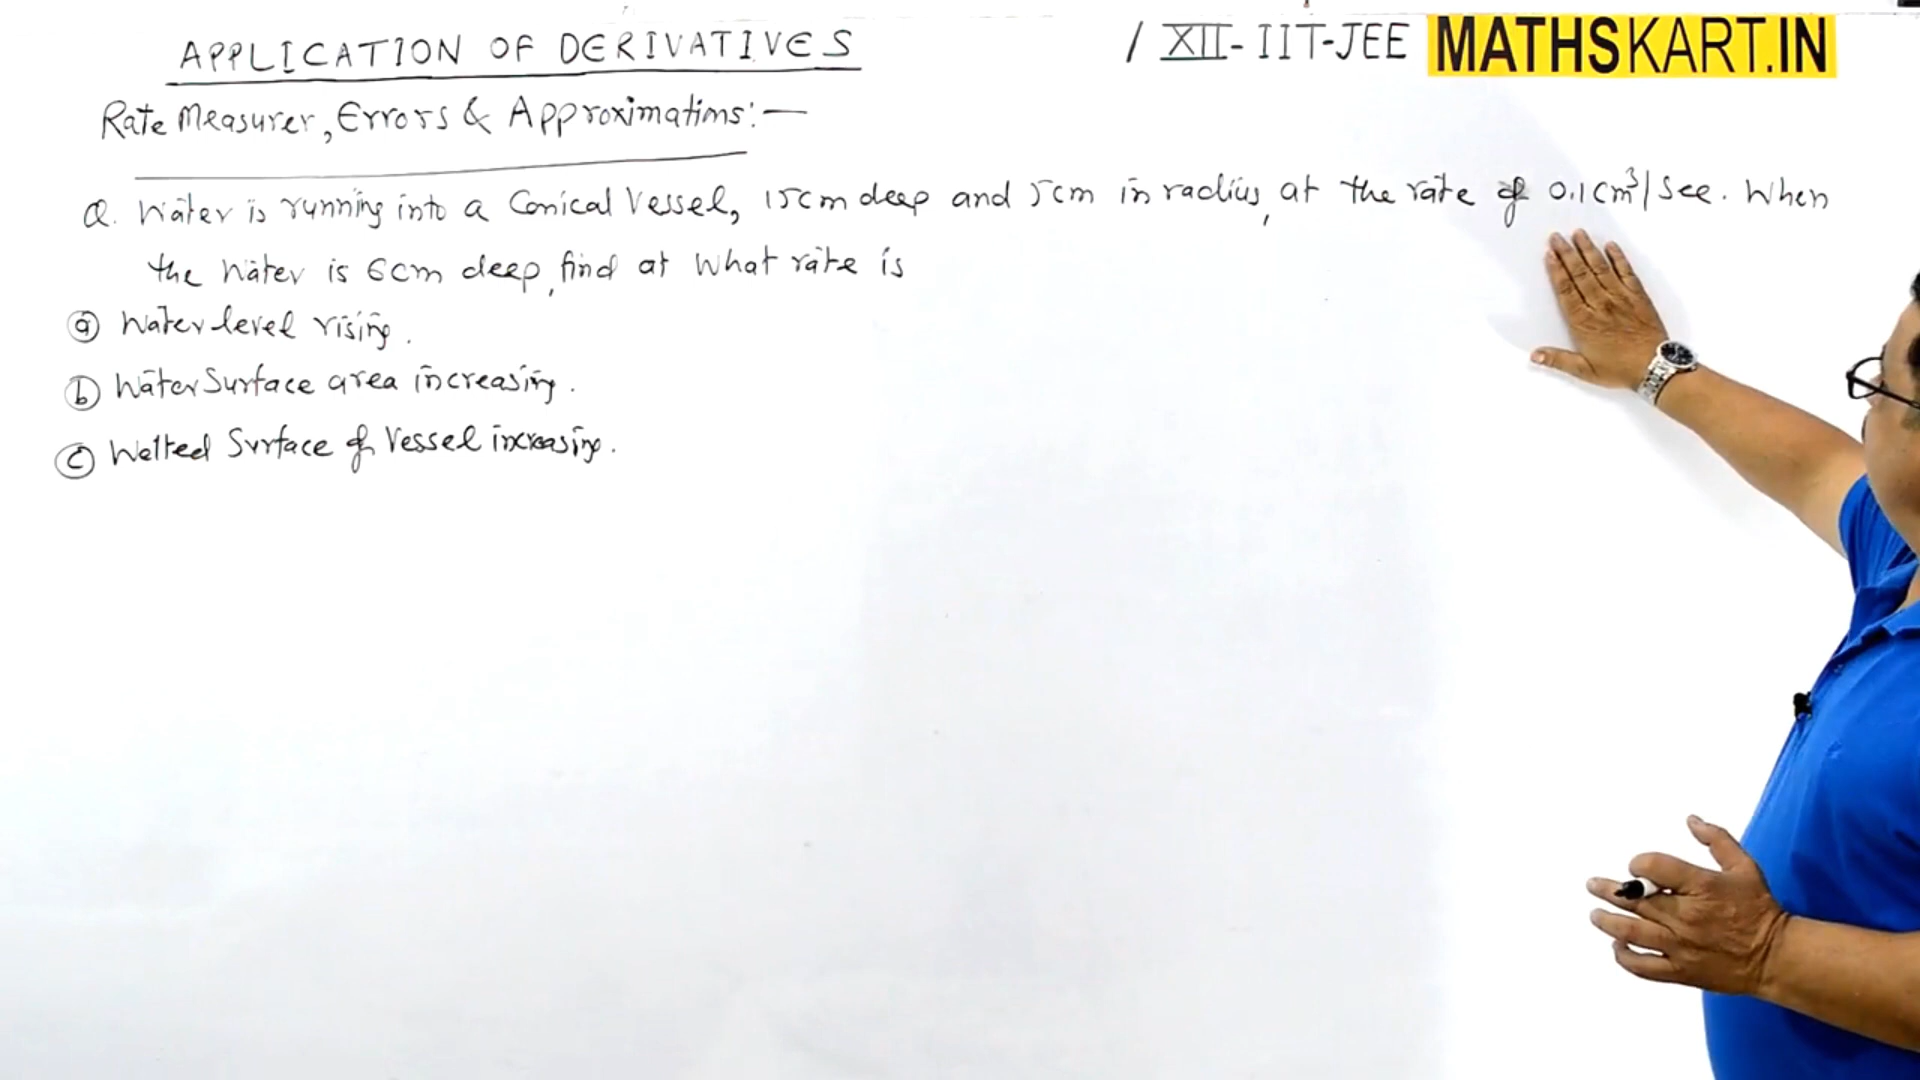 APPLICATION OF DERIVATIVES / XII-IIT-JEE MATHSKART.IN
Rate Measurer, Errors & Approximations:-
Q. Water is running into a Conical Vessel, 15cm deep and 5cm in radius, at the rate of 0.1cm³/sec. When
the Water is 6cm deep, find at What rate is
(a) Water level rising.
(b) Water Surface area increasing.
(c) Wetted Surface of Vessel increasing.